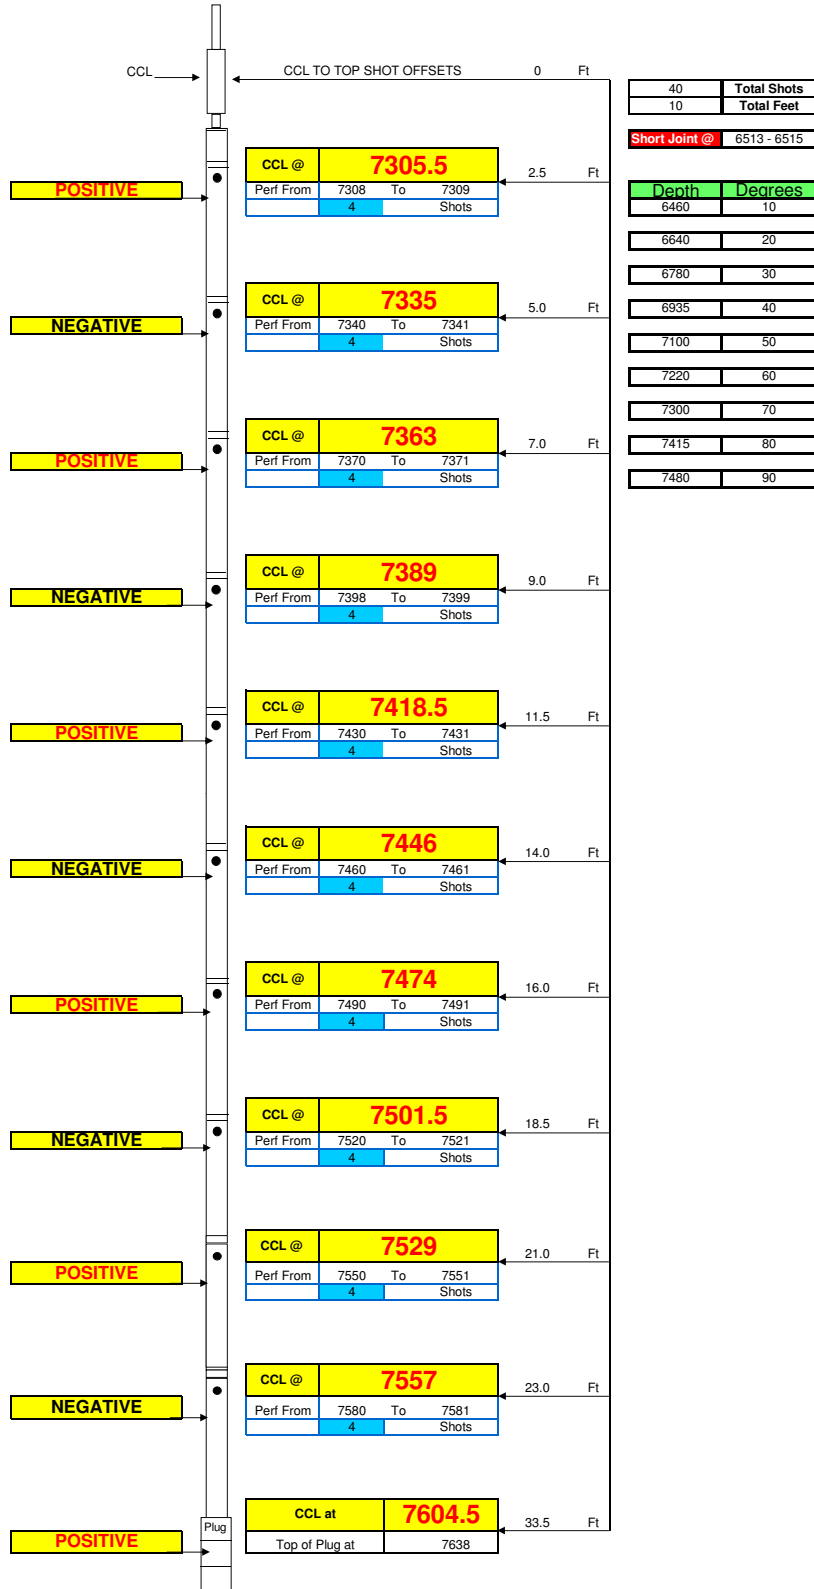 CCL CCL TO TOP SHOT OFFSETS 0 Ft
40 Total Shots
10 Total Feet
Short Joint @ 6513 - 6515
CCL @ 7305.5
2.5 Ft
POSITIVE
Perf From 7308 To 7309
4 Shots
Depth Degrees
6460 10
6640 20
6780 30
6935 40
7100 50
7220 60
7300 70
7415 80
7480 90
CCL @ 7335
5.0 Ft
NEGATIVE
Perf From 7340 To 7341
4 Shots
CCL @ 7363
7.0 Ft
POSITIVE
Perf From 7370 To 7371
4 Shots
CCL @ 7389
9.0 Ft
NEGATIVE
Perf From 7398 To 7399
4 Shots
CCL @ 7418.5
11.5 Ft
POSITIVE
Perf From 7430 To 7431
4 Shots
CCL @ 7446
14.0 Ft
NEGATIVE
Perf From 7460 To 7461
4 Shots
CCL @ 7474
16.0 Ft
POSITIVE
Perf From 7490 To 7491
4 Shots
CCL @ 7501.5
18.5 Ft
NEGATIVE
Perf From 7520 To 7521
4 Shots
CCL @ 7529
21.0 Ft
POSITIVE
Perf From 7550 To 7551
4 Shots
CCL @ 7557
23.0 Ft
NEGATIVE
Perf From 7580 To 7581
4 Shots
Plug
CCL at 7604.5
33.5 Ft
POSITIVE
Top of Plug at 7638